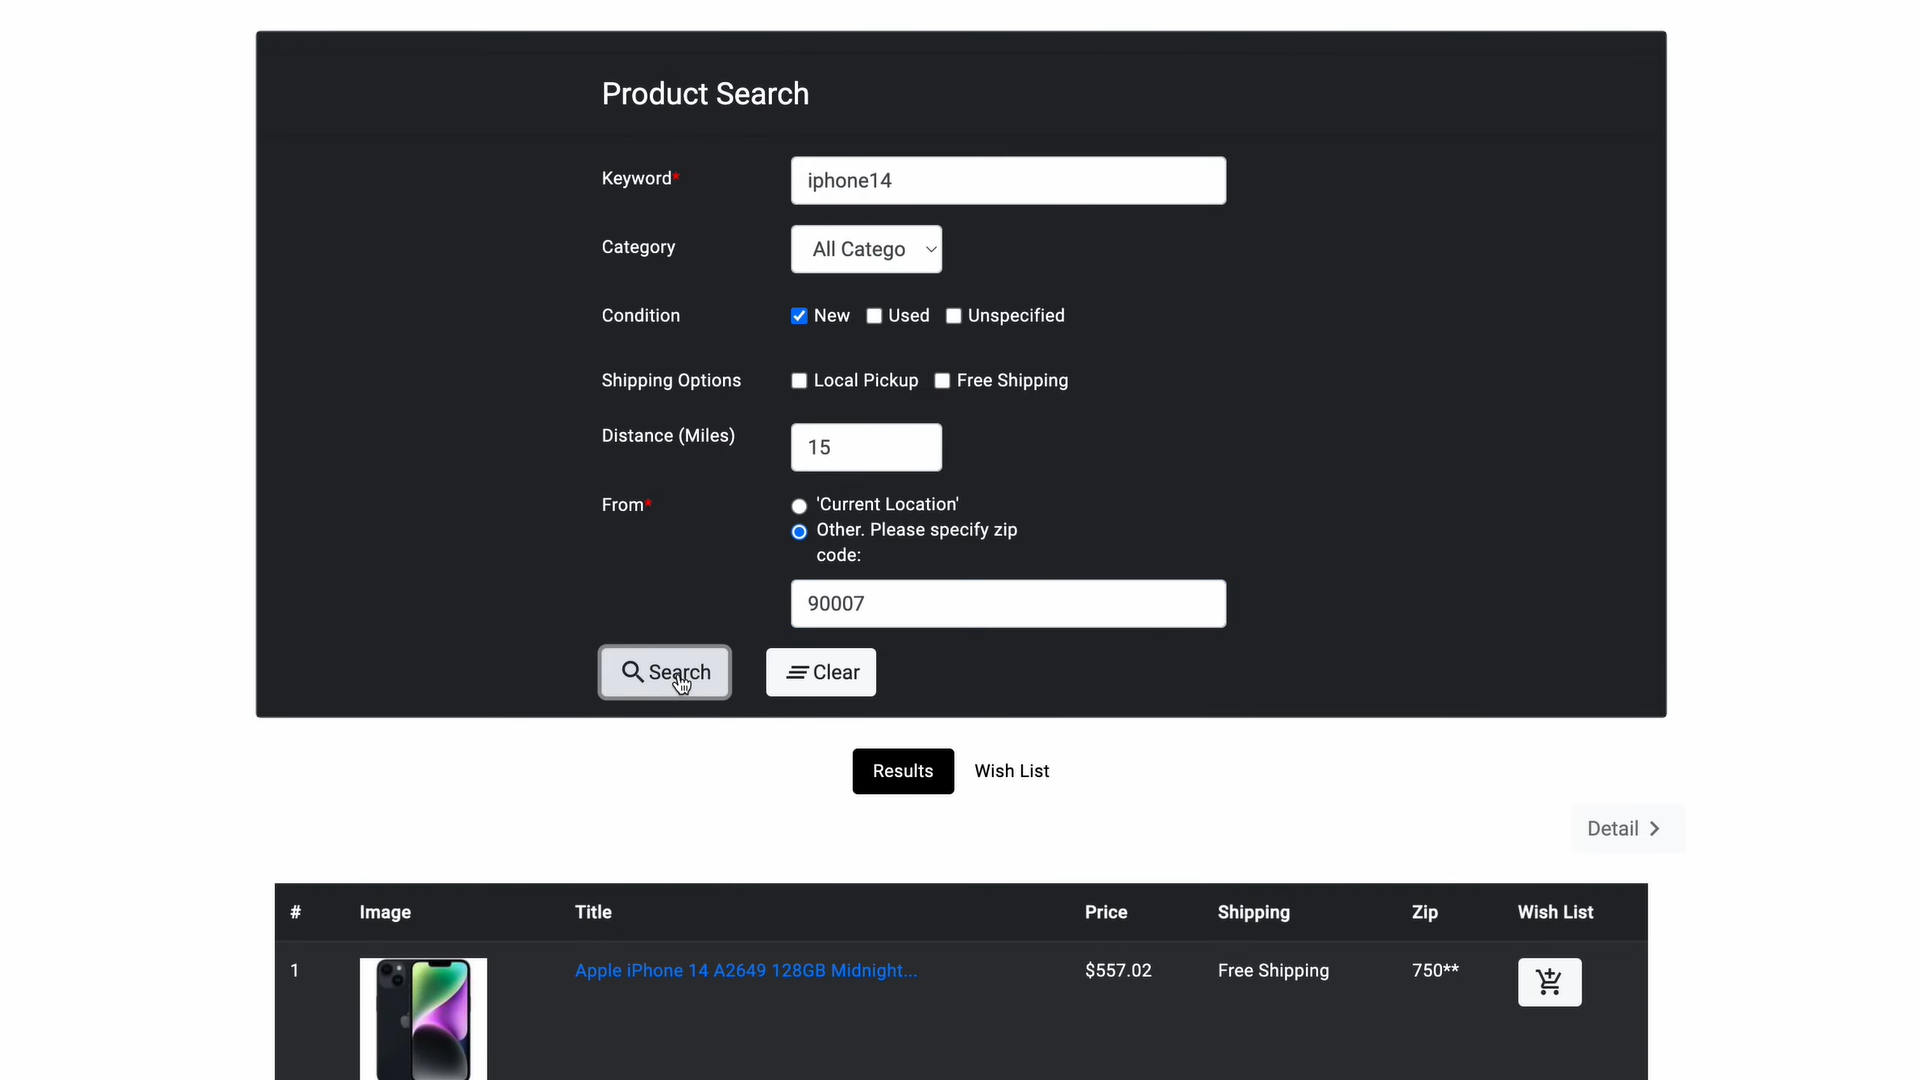 Product Search
Keyword*
iphone14
Category
All Catego
Condition
New Used Unspecified
Shipping Options
Local Pickup Free Shipping
Distance (Miles)
15
From*
'Current Location'
Other. Please specify zip
code:
90007
Search Clear
Results Wish List
Detail
# Image Title Price Shipping Zip Wish List
1 Apple iPhone 14 A2649 128GB Midnight... $557.02 Free Shipping 750**